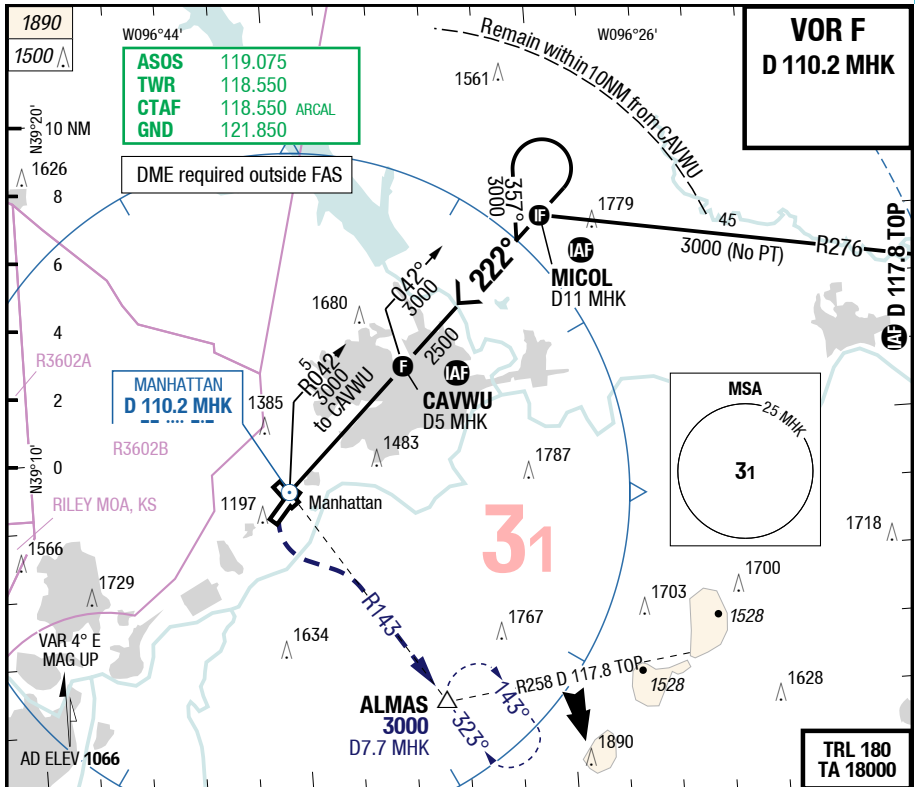 1890
1500
W096°44'
W096°26'
VOR F
D 110.2 MHK
ASOS 119.075
TWR 118.550
CTAF 118.550 ARCAL
GND 121.850
Remain within 10NM from CAVWU
1561
N39°20'
10 NM
DME required outside FAS
1626
8
357°
3000
IF
1779
45
3000 (No PT)
R276
IAF D 117.8 TOP
6
222°
IAF
MICOL
D11 MHK
042°
3000
1680
4
2500
R3602A
F
IAF
CAVWU
D5 MHK
5
R042
3000
to CAVWU
MANHATTAN
D 110.2 MHK
2
1385
MSA
25 MHK
31
R3602B
1483
1787
N39°10'
0
RILEY MOA, KS
1197
Manhattan
31
1718
1566
1729
1700
1703
1528
R143
1767
1634
VAR 4° E
MAG UP
R258 D 117.8 TOP
1528
1628
ALMAS
3000
D7.7 MHK
143°
323°
1890
AD ELEV 1066
TRL 180
TA 18000